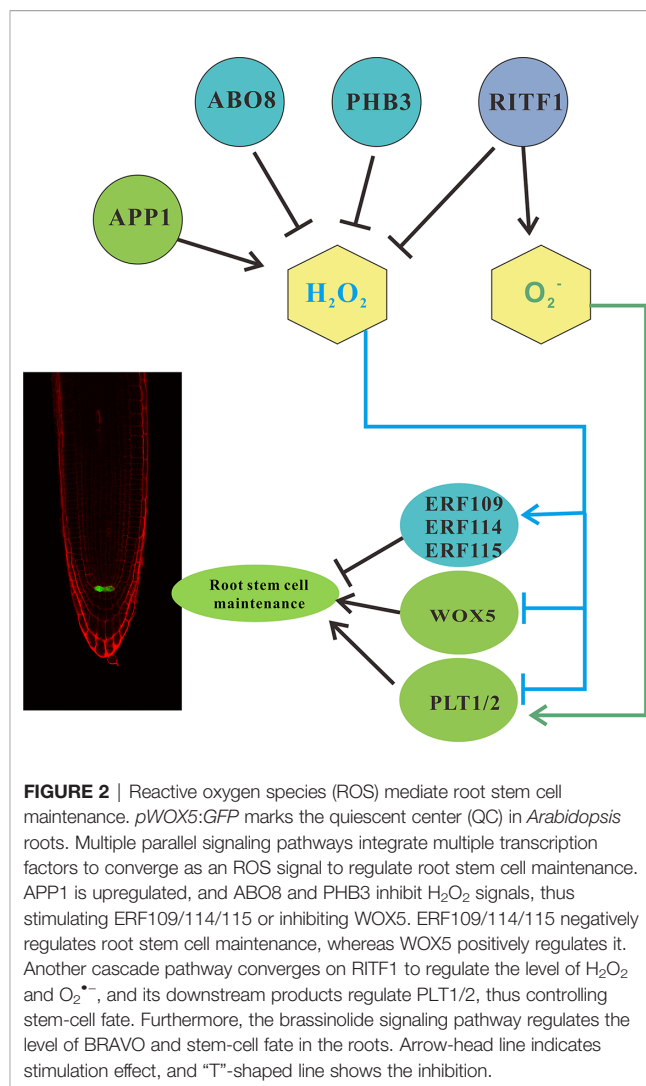 ABO8
PHB3
RITF1
APP1
H₂O₂
O₂⁻
ERF109
ERF114
ERF115
Root stem cell
maintenance
WOX5
PLT1/2
FIGURE 2 | Reactive oxygen species (ROS) mediate root stem cell
maintenance. pWOX5:GFP marks the quiescent center (QC) in Arabidopsis
roots. Multiple parallel signaling pathways integrate multiple transcription
factors to converge as an ROS signal to regulate root stem cell maintenance.
APP1 is upregulated, and ABO8 and PHB3 inhibit H₂O₂ signals, thus
stimulating ERF109/114/115 or inhibiting WOX5. ERF109/114/115 negatively
regulates root stem cell maintenance, whereas WOX5 positively regulates it.
Another cascade pathway converges on RITF1 to regulate the level of H₂O₂
and O₂•⁻, and its downstream products regulate PLT1/2, thus controlling
stem-cell fate. Furthermore, the brassinolide signaling pathway regulates the
level of BRAVO and stem-cell fate in the roots. Arrow-head line indicates
stimulation effect, and “T”-shaped line shows the inhibition.